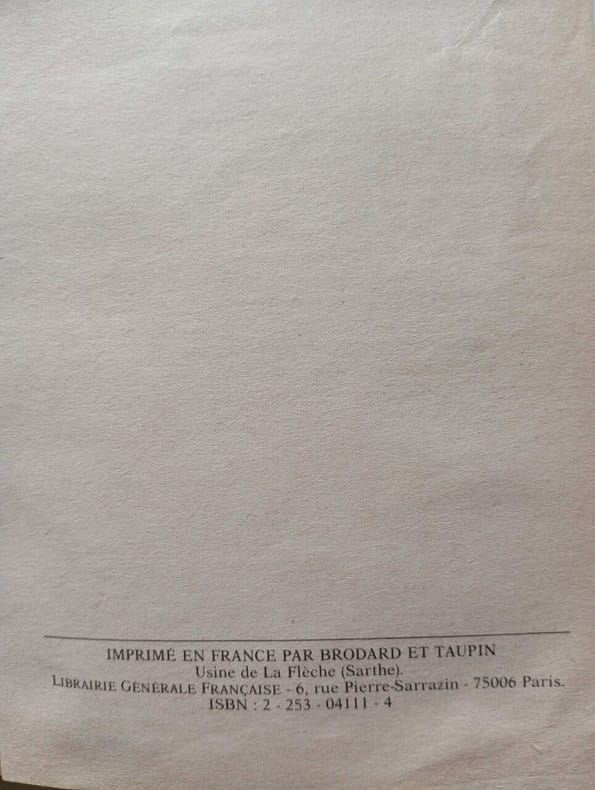 IMPRIMÉ EN FRANCE PAR BRODARD ET TAUPIN
Usine de La Flèche (Sarthe).
LIBRAIRIE GÉNÉRALE FRANÇAISE - 6, rue Pierre-Sarrazin - 75006 Paris.
ISBN : 2 - 253 - 04111 - 4